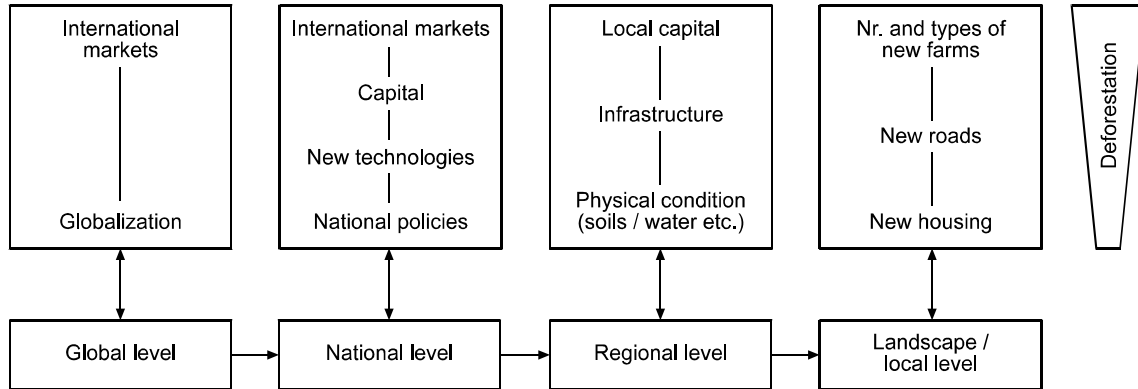 International
markets
Globalization
International markets
Capital
New technologies
National policies
Local capital
Infrastructure
Physical condition
(soils / water etc.)
Nr. and types of
new farms
New roads
New housing
Deforestation
Global level
National level
Regional level
Landscape /
local level